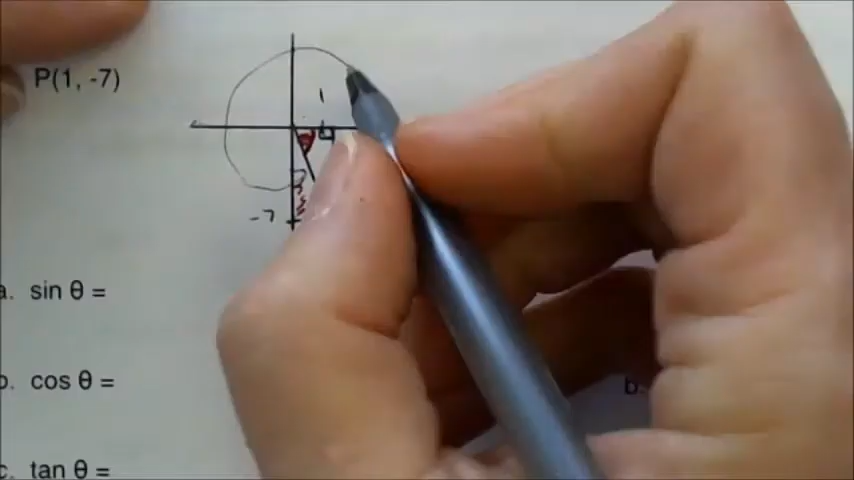 P(1, -7)
1
-7
a. sin θ =
b. cos θ =
b.
c. tan θ =